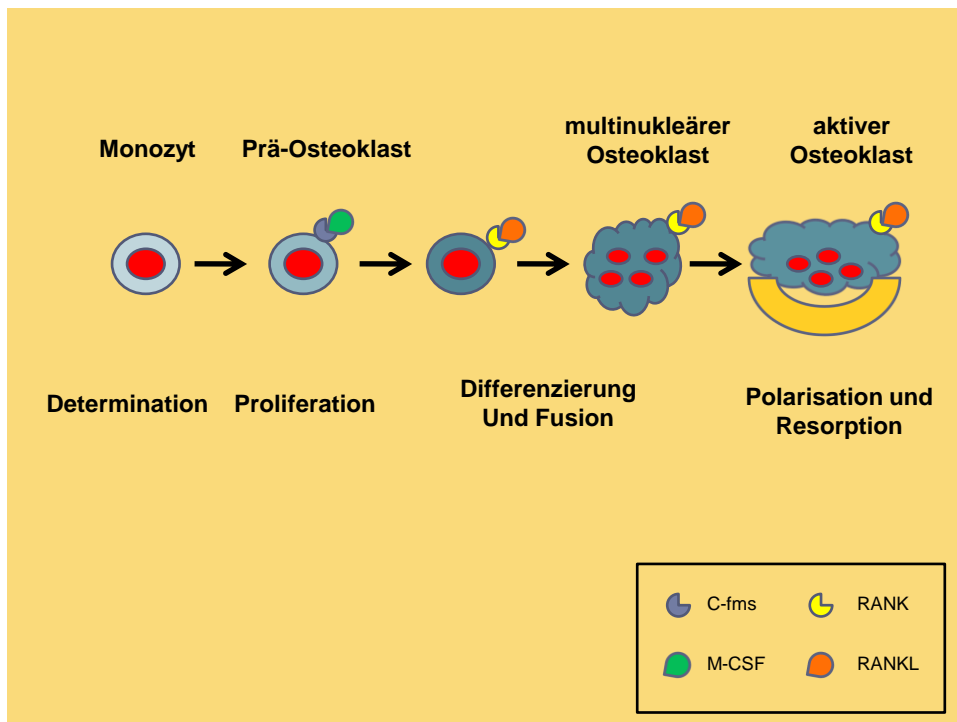 Monozyt
Prä-Osteoklast
multinukleärer
Osteoklast
aktiver
Osteoklast
Determination
Proliferation
Differenzierung
Und Fusion
Polarisation und
Resorption
C-fms
RANK
M-CSF
RANKL